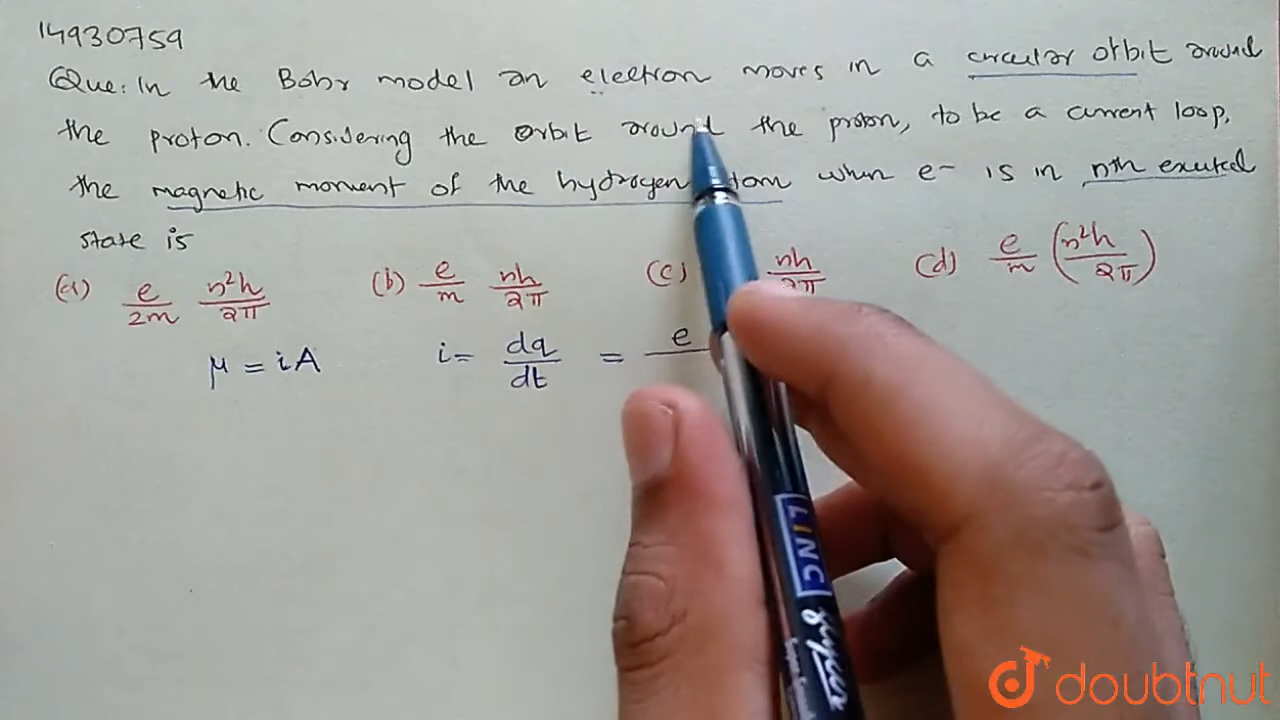 14930759
Que: In the Bohr model an electron moves in a circular orbit around
the proton. Considering the orbit around the proton, to be a current loop,
the magnetic moment of the hydrogen atom when e- is in nth excited
state is
(a) e/2m n²h/2π (b) e/m nh/2π (c) nh/2π (d) e/m (n²h/2π)
μ = iA i = dq/dt = e
LINC
doubtnut